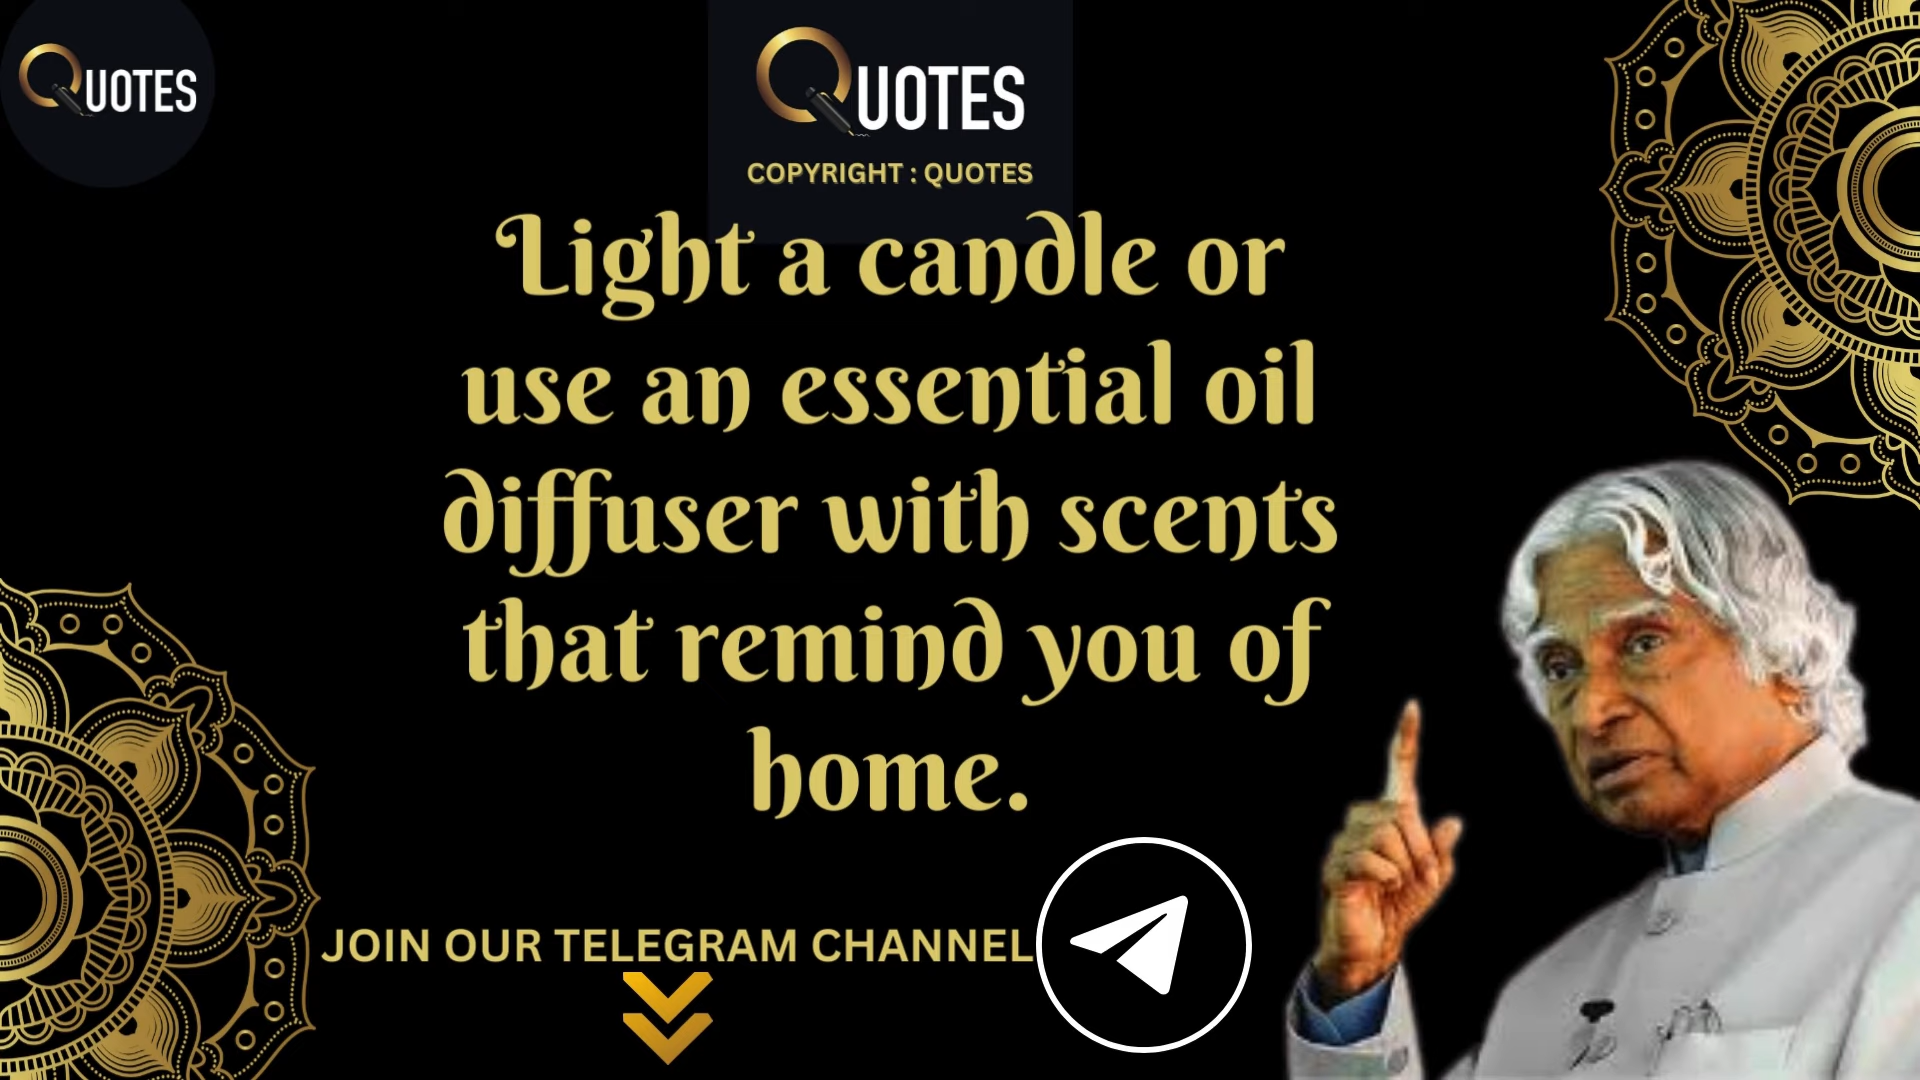 QUOTES
QUOTES
COPYRIGHT : QUOTES
Light a candle or
use an essential oil
diffuser with scents
that remind you of
home.
JOIN OUR TELEGRAM CHANNEL